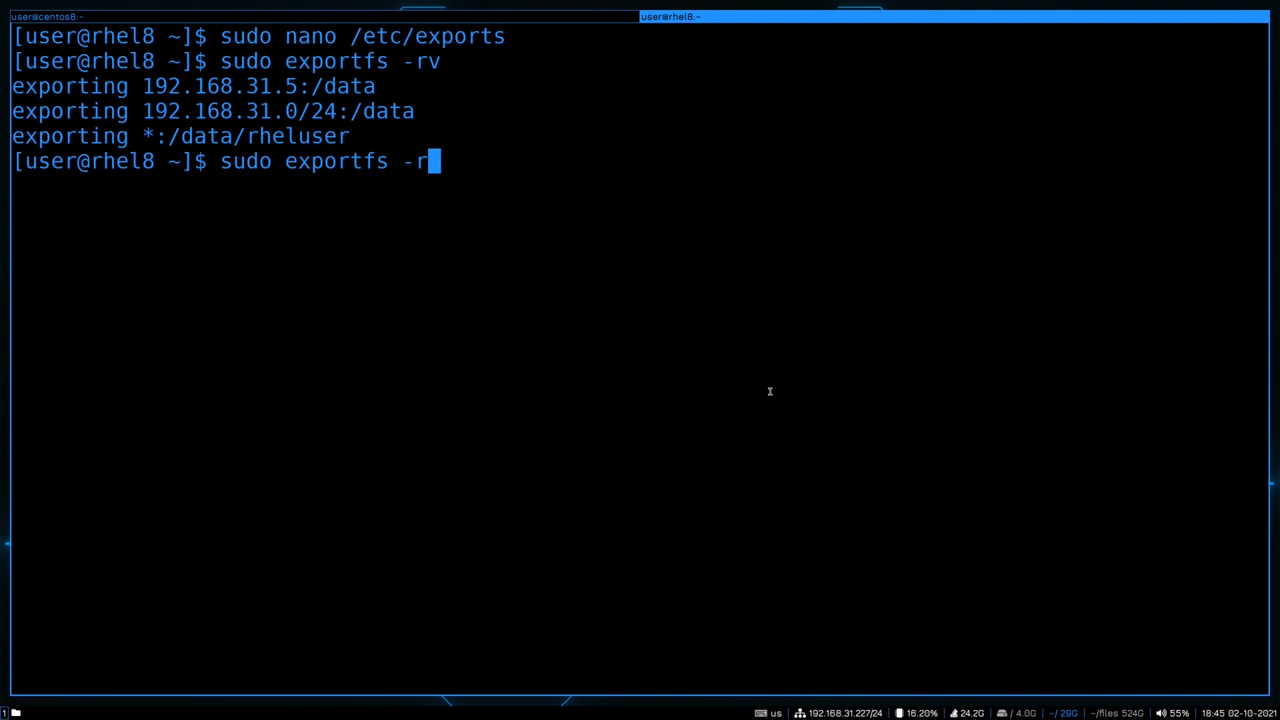 user@centos8:~
user@rhel8:~
[user@rhel8 ~]$ sudo nano /etc/exports
[user@rhel8 ~]$ sudo exportfs -rv
exporting 192.168.31.5:/data
exporting 192.168.31.0/24:/data
exporting *:/data/rheluser
[user@rhel8 ~]$ sudo exportfs -r
1 us 192.168.31.227/24 16.20% 24.2G / 4.0G ~/ 29G ~/files 524G 55% 18:45 02-10-2021